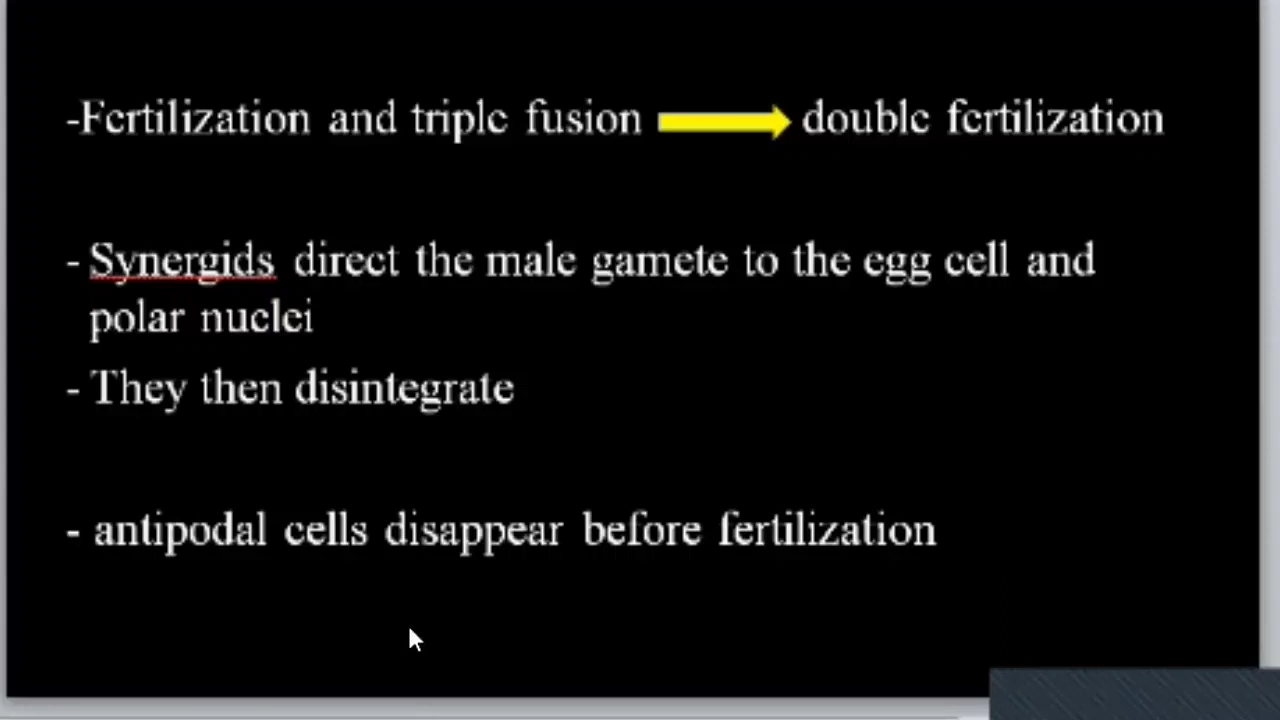 -Fertilization and triple fusion double fertilization
- Synergids direct the male gamete to the egg cell and
polar nuclei
- They then disintegrate
- antipodal cells disappear before fertilization